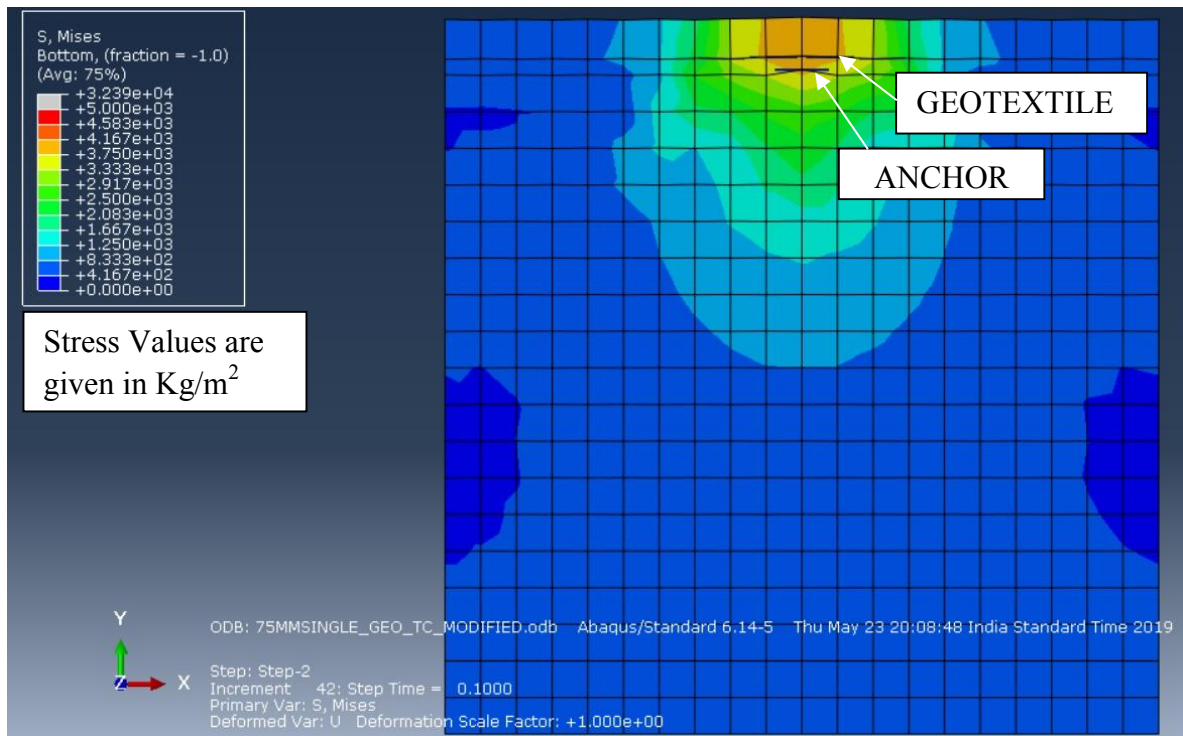 S, Mises
Bottom, (fraction = -1.0)
(Avg: 75%)
+3.239e+04
+5.000e+03
+4.583e+03
+4.167e+03
+3.750e+03
+3.333e+03
+2.917e+03
+2.500e+03
+2.083e+03
+1.667e+03
+1.250e+03
+8.333e+02
+4.167e+02
+0.000e+00
GEOTEXTILE
ANCHOR
Stress Values are
given in Kg/m²
Y
Z X
ODB: 75MMSINGLE_GEO_TC_MODIFIED.odb Abaqus/Standard 6.14-5 Thu May 23 20:08:48 India Standard Time 2019
Step: Step-2
Increment 42: Step Time = 0.1000
Primary Var: S, Mises
Deformed Var: U Deformation Scale Factor: +1.000e+00